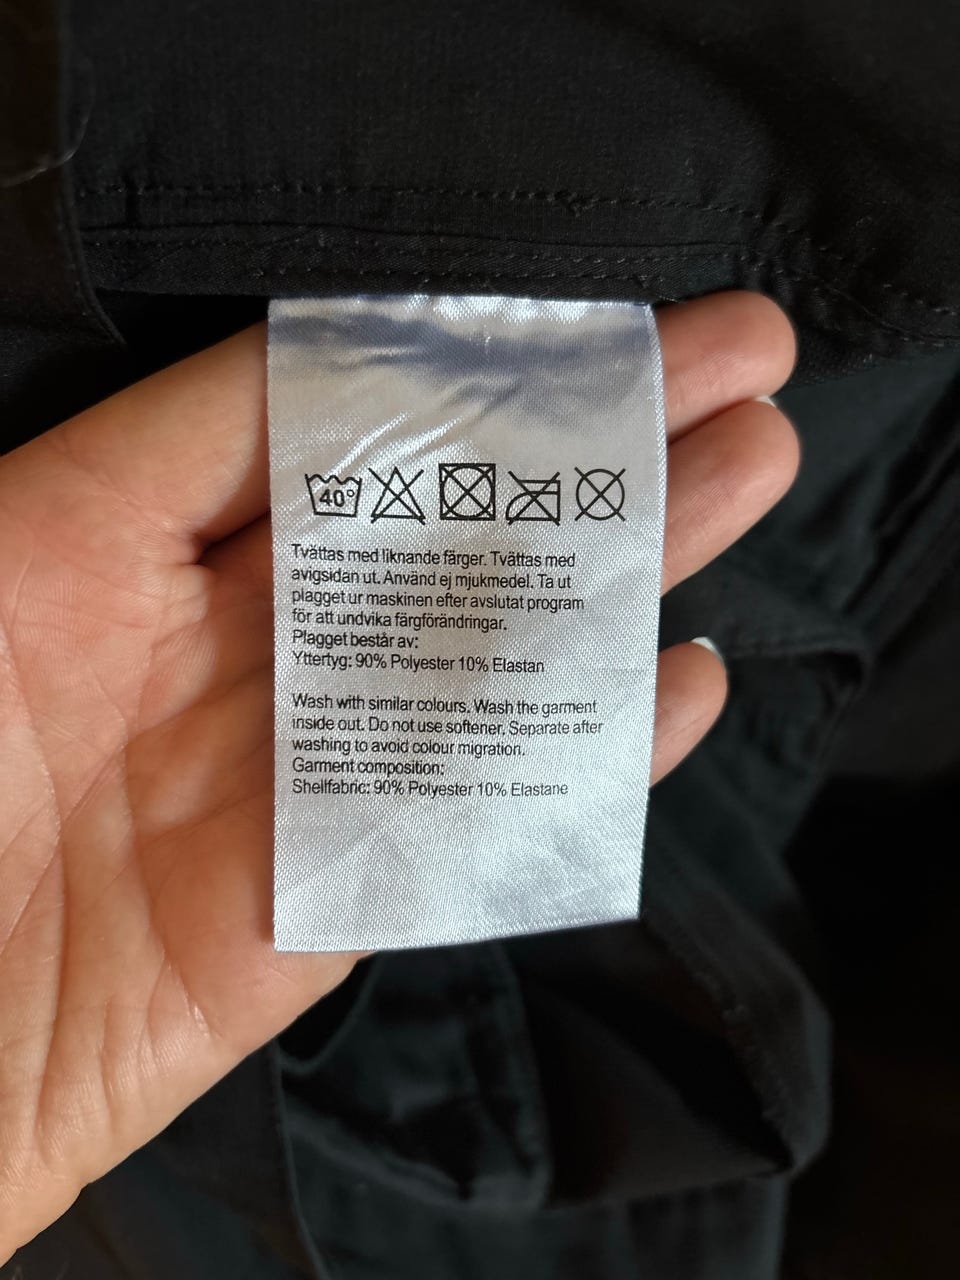 40°
Tvättas med liknande färger. Tvättas med
avigsidan ut. Använd ej mjukmedel. Ta ut
plagget ur maskinen efter avslutat program
för att undvika färgförändringar.
Plagget består av:
Yttertyg: 90% Polyester 10% Elastan
Wash with similar colours. Wash the garment
inside out. Do not use softener. Separate after
washing to avoid colour migration.
Garment composition:
Shellfabric: 90% Polyester 10% Elastane